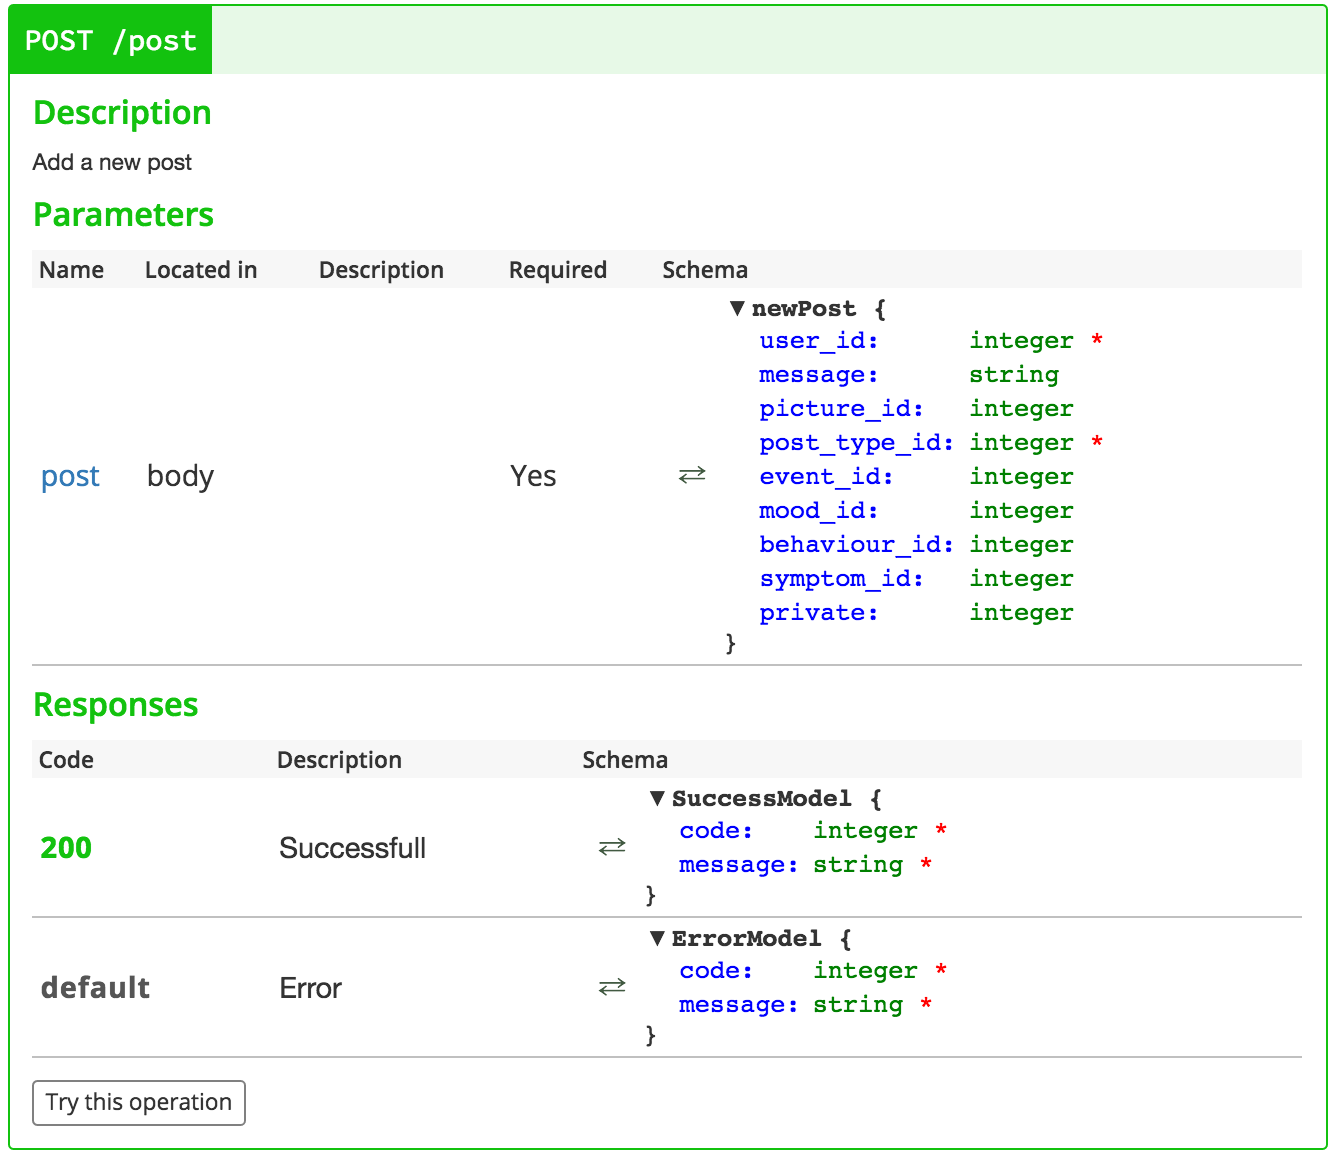 POST /post
Description
Add a new post
Parameters
Name Located in Description Required Schema
▼ newPost {
user_id: integer *
message: string
picture_id: integer
post_type_id: integer *
event_id: integer
post body Yes ⇄
mood_id: integer
behaviour_id: integer
symptom_id: integer
private: integer
}
Responses
Code Description Schema
▼ SuccessModel {
code: integer *
200 Successfull ⇄
message: string *
}
▼ ErrorModel {
code: integer *
default Error ⇄
message: string *
}
Try this operation